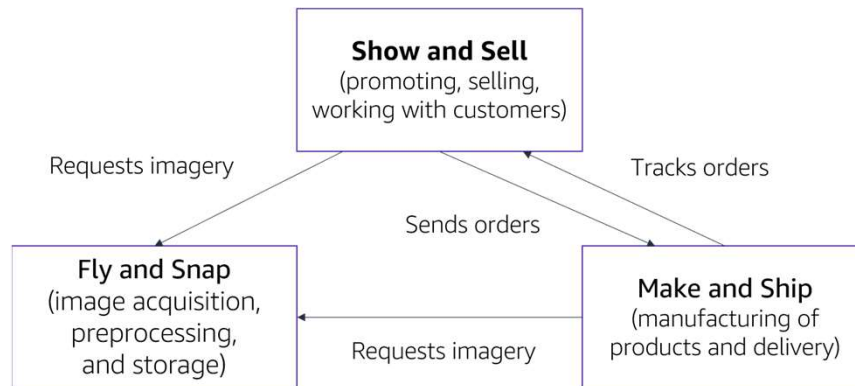 Show and Sell
(promoting, selling,
working with customers)
Requests imagery
Tracks orders
Sends orders
Fly and Snap
(image acquisition,
preprocessing,
and storage)
Make and Ship
(manufacturing of
products and delivery)
Requests imagery